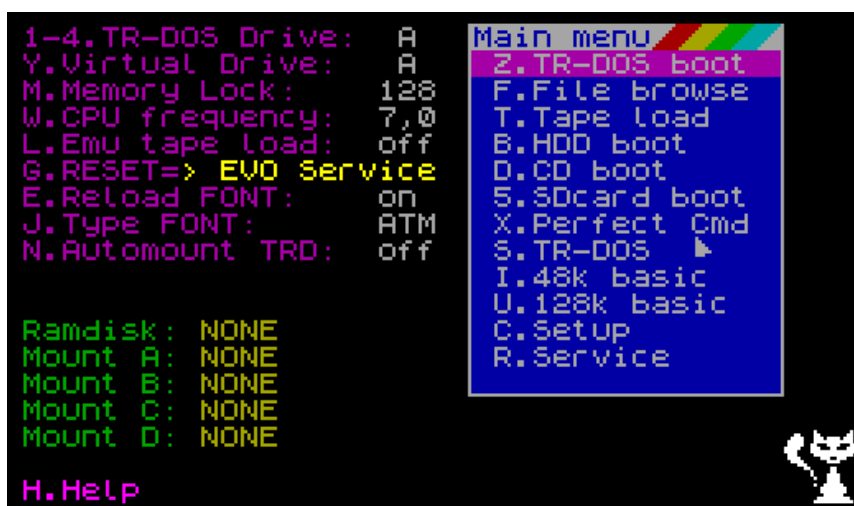 1-4.TR-DOS Drive: A
Y.Virtual Drive: A
M.Memory Lock: 128
W.CPU frequency: 7,0
L.Emu tape load: off
G.RESET=> EVO Service
E.Reload FONT: on
J.Type FONT: ATM
N.Automount TRD: off
Ramdisk: NONE
Mount A: NONE
Mount B: NONE
Mount C: NONE
Mount D: NONE
H.Help
Main menu
Z.TR-DOS boot
F.File browse
T.Tape load
B.HDD boot
D.CD boot
5.SDcard boot
X.Perfect Cmd
S.TR-DOS
I.48k basic
U.128k basic
C.Setup
R.Service